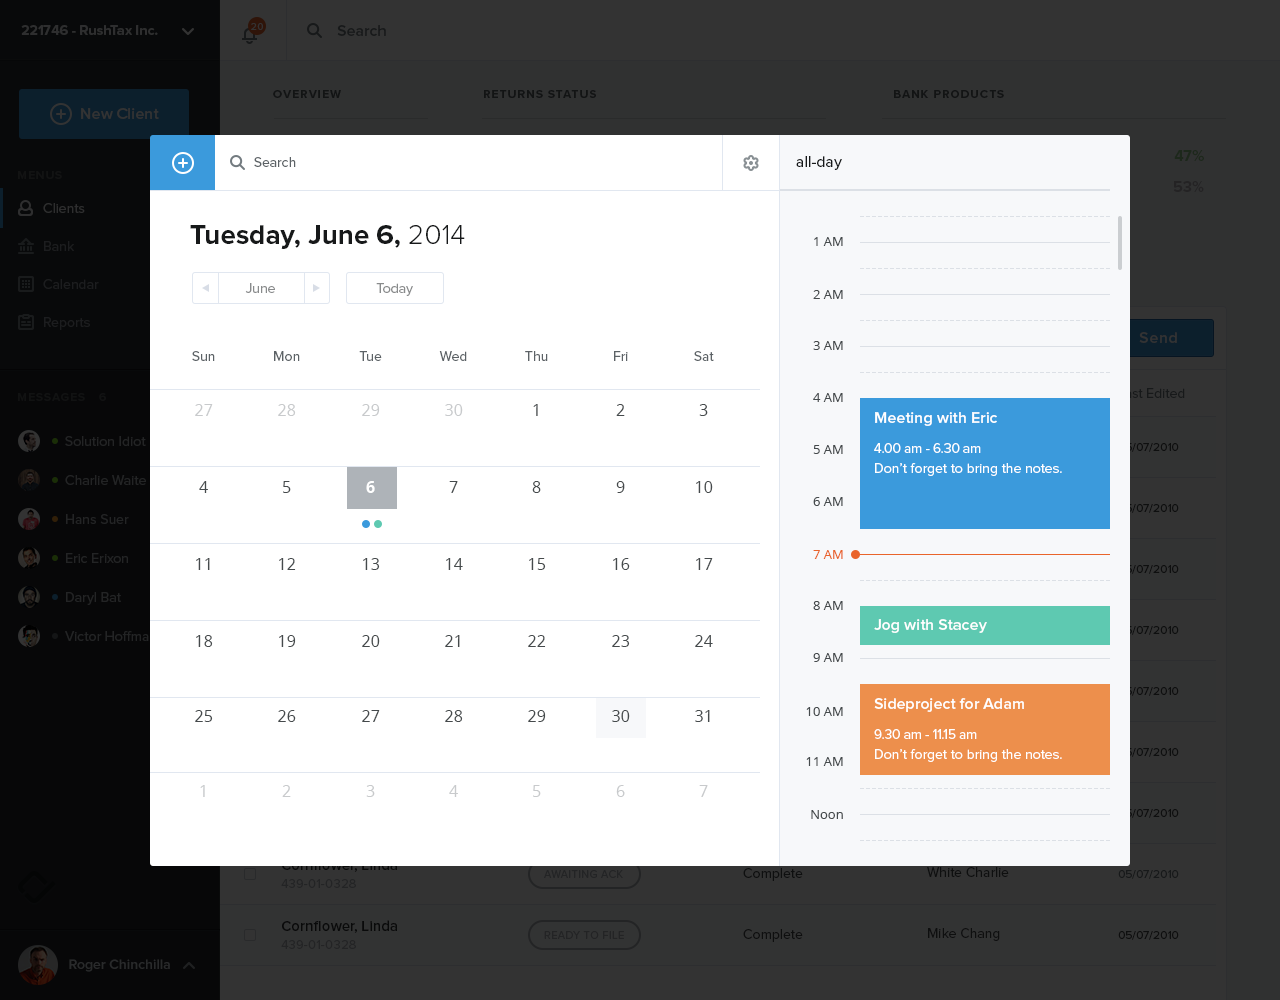 221746 - RushTax Inc.
20
Search
New Client
MENUS
Clients
Bank
Calendar
Reports
MESSAGES 6
Solution Idiot
Charlie Waite
Hans Suer
Eric Erixon
Daryl Bat
Victor Hoffma
Roger Chinchilla
OVERVIEW
RETURNS STATUS
BANK PRODUCTS
47%
53%
Send
st Edited
Search
Tuesday, June 6, 2014
June
Today
Sun Mon Tue Wed Thu Fri Sat
27 28 29 30 1 2 3
4 5 6 7 8 9 10
11 12 13 14 15 16 17
18 19 20 21 22 23 24
25 26 27 28 29 30 31
1 2 3 4 5 6 7
all-day
1 AM
2 AM
3 AM
4 AM
Meeting with Eric
4.00 am - 6.30 am
Don't forget to bring the notes.
5 AM
6 AM
7 AM
8 AM
Jog with Stacey
9 AM
Sideproject for Adam
9.30 am - 11.15 am
Don't forget to bring the notes.
10 AM
11 AM
Noon
/07/2010
/07/2010
/07/2010
/07/2010
/07/2010
/07/2010
/07/2010
Cornflower, Linda
439-01-0328
AWAITING ACK
Complete
White Charlie
05/07/2010
Cornflower, Linda
439-01-0328
READY TO FILE
Complete
Mike Chang
05/07/2010